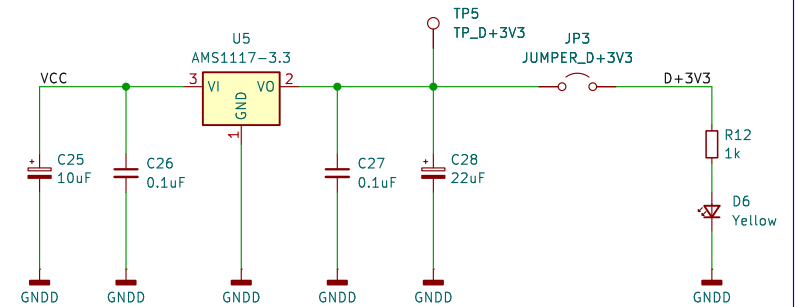 TP5
TP_D+3V3
U5
AMS1117-3.3
JP3
JUMPER_D+3V3
VCC
3
VI
VO
2
D+3V3
GND
1
C25
10uF
C26
0.1uF
C27
0.1uF
C28
22uF
R12
1k
D6
Yellow
GNDD
GNDD
GNDD
GNDD
GNDD
GNDD